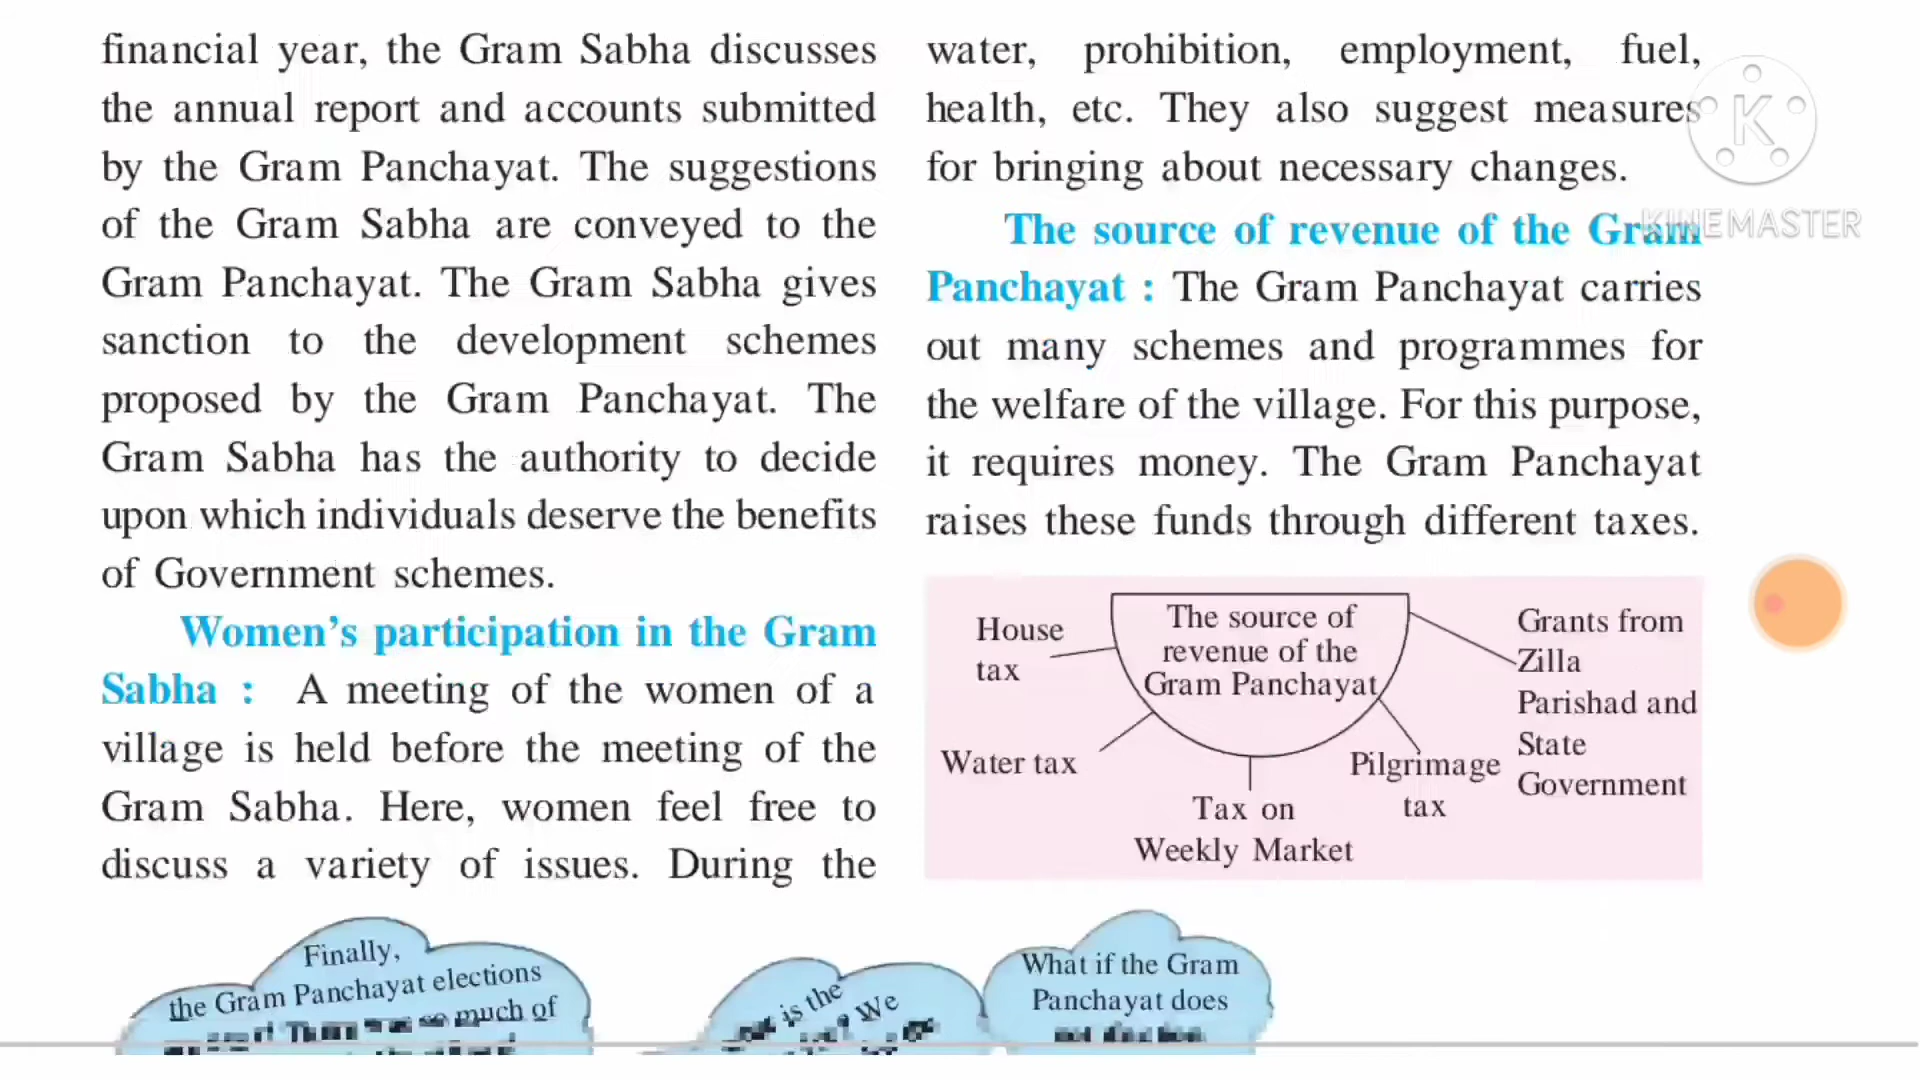 financial year, the Gram Sabha discusses
the annual report and accounts submitted
by the Gram Panchayat. The suggestions
of the Gram Sabha are conveyed to the
Gram Panchayat. The Gram Sabha gives
sanction to the development schemes
proposed by the Gram Panchayat. The
Gram Sabha has the authority to decide
upon which individuals deserve the benefits
of Government schemes.
Women's participation in the Gram
Sabha : A meeting of the women of a
village is held before the meeting of the
Gram Sabha. Here, women feel free to
discuss a variety of issues. During the
water, prohibition, employment, fuel,
health, etc. They also suggest measures
for bringing about necessary changes.
The source of revenue of the Gram
Panchayat : The Gram Panchayat carries
out many schemes and programmes for
the welfare of the village. For this purpose,
it requires money. The Gram Panchayat
raises these funds through different taxes.
The source of
revenue of the
Gram Panchayat
House
tax
Water tax
Tax on
Weekly Market
Pilgrimage
tax
Grants from
Zilla
Parishad and
State
Government
Finally,
the Gram Panchayat elections
much of
is the
We
What if the Gram
Panchayat does
K
KINEMASTER